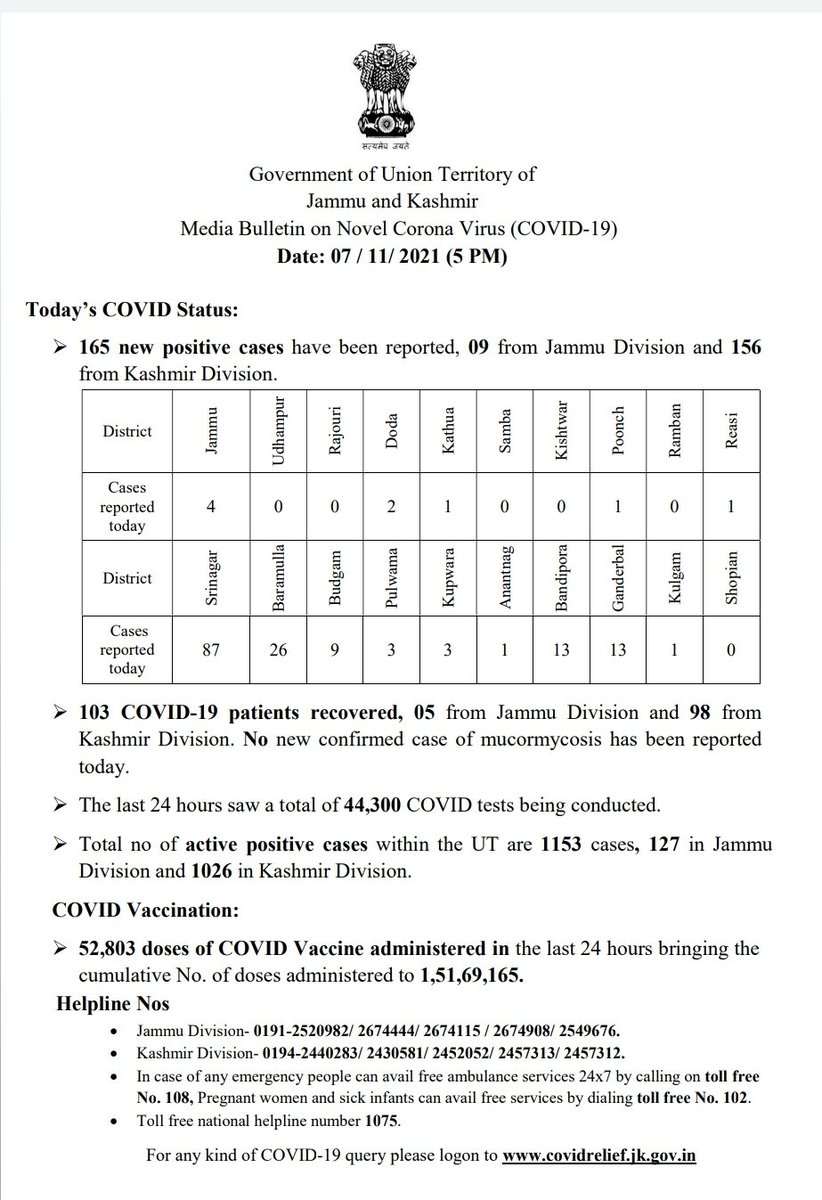 सत्यमेव जयते
Government of Union Territory of
Jammu and Kashmir
Media Bulletin on Novel Corona Virus (COVID-19)
Date: 07 / 11/ 2021 (5 PM)
Today’s COVID Status:
➢ 165 new positive cases have been reported, 09 from Jammu Division and 156
from Kashmir Division.
District Jammu Udhampur Rajouri Doda Kathua Samba Kishtwar Poonch Ramban Reasi
Cases
reported
today
4 0 0 2 1 0 0 1 0 1
District Srinagar Baramulla Budgam Pulwama Kupwara Anantnag Bandipora Ganderbal Kulgam Shopian
Cases
reported
today
87 26 9 3 3 1 13 13 1 0
➢ 103 COVID-19 patients recovered, 05 from Jammu Division and 98 from
Kashmir Division. No new confirmed case of mucormycosis has been reported
today.
➢ The last 24 hours saw a total of 44,300 COVID tests being conducted.
➢ Total no of active positive cases within the UT are 1153 cases, 127 in Jammu
Division and 1026 in Kashmir Division.
COVID Vaccination:
➢ 52,803 doses of COVID Vaccine administered in the last 24 hours bringing the
cumulative No. of doses administered to 1,51,69,165.
Helpline Nos
• Jammu Division- 0191-2520982/ 2674444/ 2674115 / 2674908/ 2549676.
• Kashmir Division- 0194-2440283/ 2430581/ 2452052/ 2457313/ 2457312.
• In case of any emergency people can avail free ambulance services 24x7 by calling on toll free
No. 108, Pregnant women and sick infants can avail free services by dialing toll free No. 102.
• Toll free national helpline number 1075.
For any kind of COVID-19 query please logon to www.covidrelief.jk.gov.in